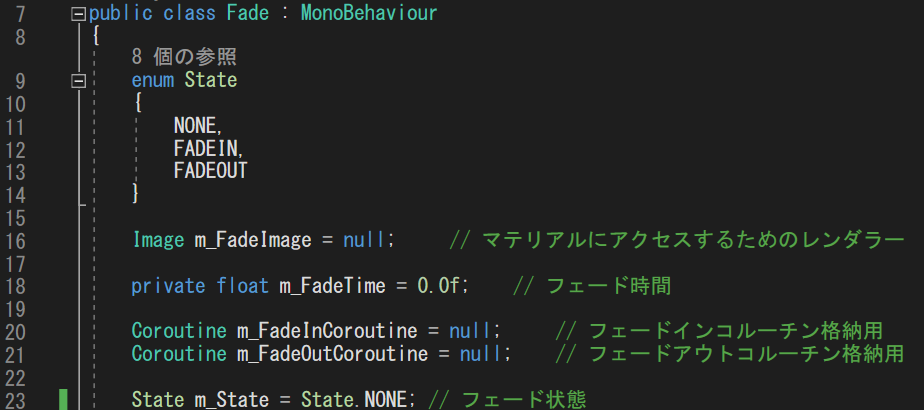 7 public class Fade : MonoBehaviour
8 {
8 個の参照
9 enum State
10 {
11 NONE,
12 FADEIN,
13 FADEOUT
14 }
15
16 Image m_FadeImage = null; // マテリアルにアクセスするためのレンダラー
17
18 private float m_FadeTime = 0.0f; // フェード時間
19
20 Coroutine m_FadeInCoroutine = null; // フェードインコルーチン格納用
21 Coroutine m_FadeOutCoroutine = null; // フェードアウトコルーチン格納用
22
23 State m_State = State.NONE; // フェード状態